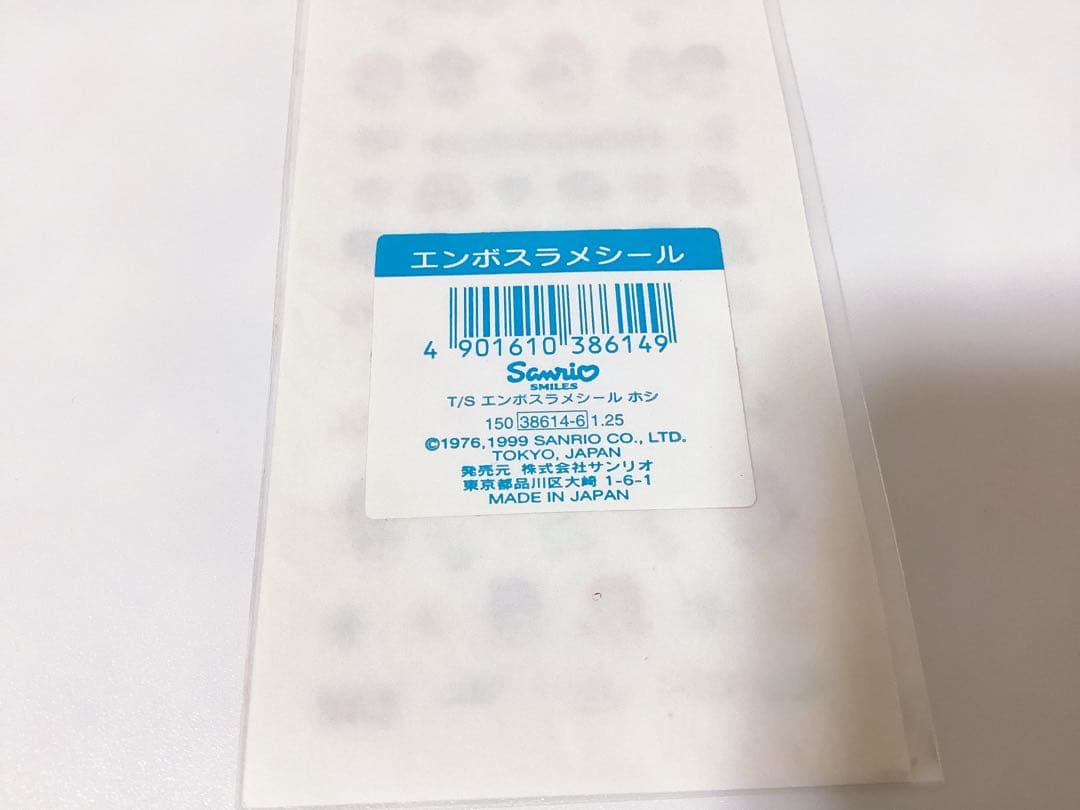 エンボスラメシール
4 901610 386149
Sanrio
SMILES
T/S エンボスラメシール ホシ
150 38614-6 1.25
©1976,1999 SANRIO CO., LTD.
TOKYO, JAPAN
発売元 株式会社サンリオ
東京都品川区大崎 1-6-1
MADE IN JAPAN